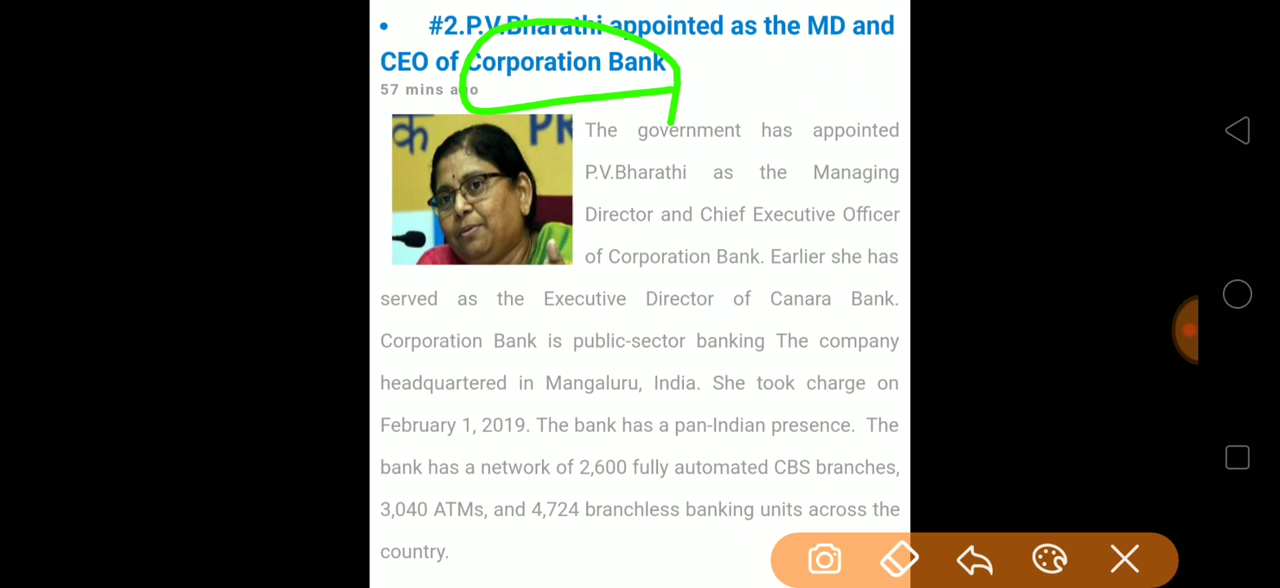 • #2.P.V.Bharathi appointed as the MD and
CEO of Corporation Bank
57 mins ago
क PR
The government has appointed
P.V.Bharathi as the Managing
Director and Chief Executive Officer
of Corporation Bank. Earlier she has
served as the Executive Director of Canara Bank.
Corporation Bank is public-sector banking The company
headquartered in Mangaluru, India. She took charge on
February 1, 2019. The bank has a pan-Indian presence. The
bank has a network of 2,600 fully automated CBS branches,
3,040 ATMs, and 4,724 branchless banking units across the
country.